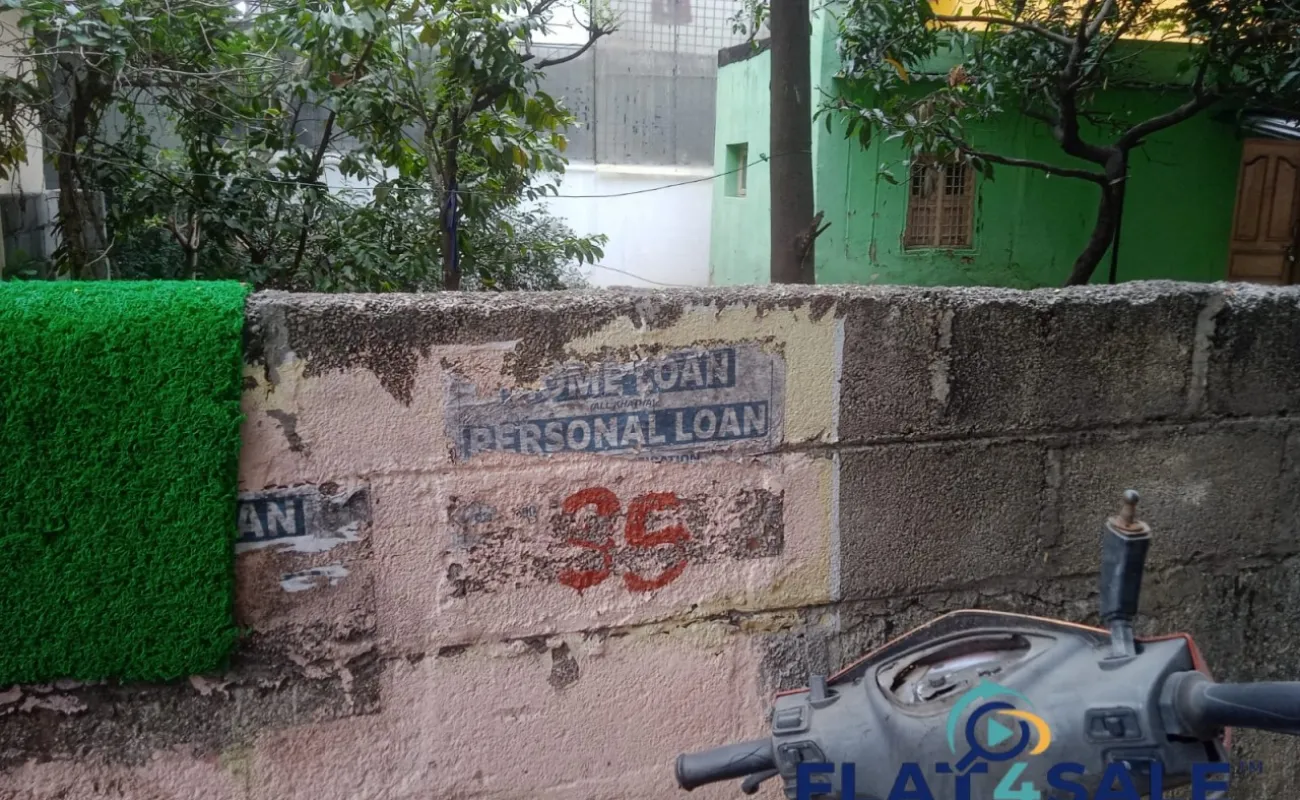 HOME LOAN
PERSONAL LOAN
AN
35
FLAT4SALE